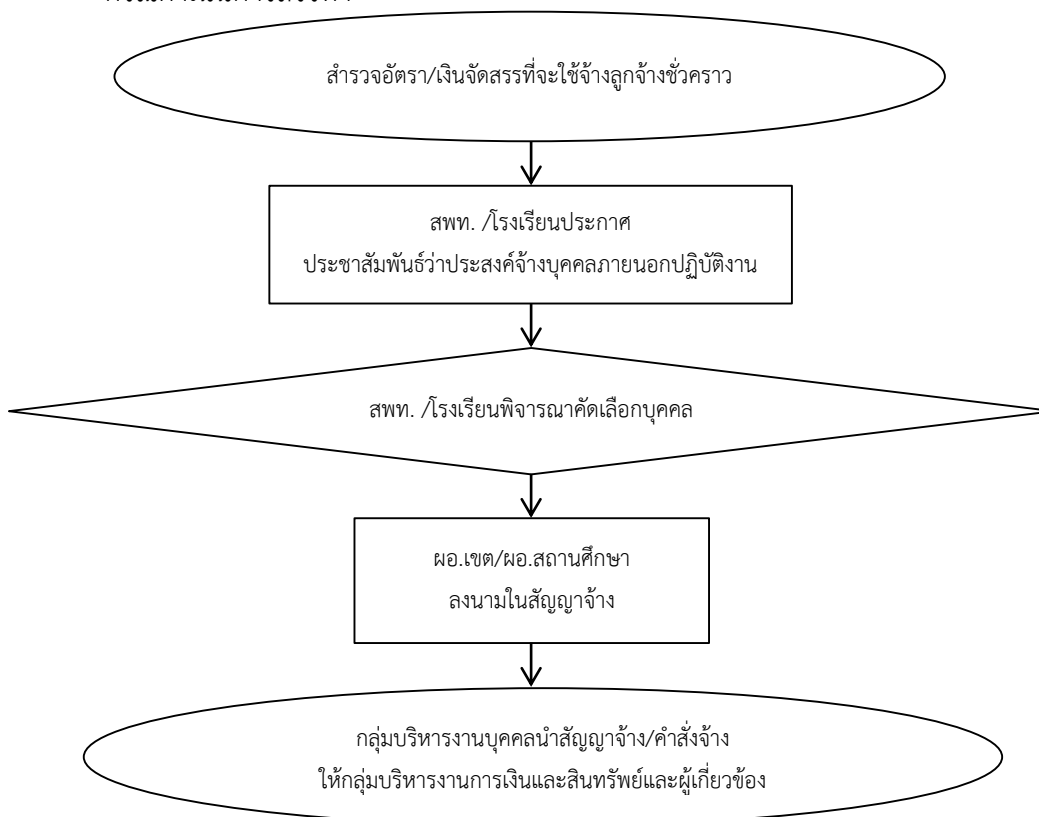 สำรวจอัตรา/เงินจัดสรรที่จะใช้จ้างลูกจ้างชั่วคราว
สพท. /โรงเรียนประกาศ
ประชาสัมพันธ์ว่าประสงค์จ้างบุคคลภายนอกปฏิบัติงาน
สพท. /โรงเรียนพิจารณาคัดเลือกบุคคล
ผอ.เขต/ผอ.สถานศึกษา
ลงนามในสัญญาจ้าง
กลุ่มบริหารงานบุคคลนำสัญญาจ้าง/คำสั่งจ้าง
ให้กลุ่มบริหารงานการเงินและสินทรัพย์และผู้เกี่ยวข้อง